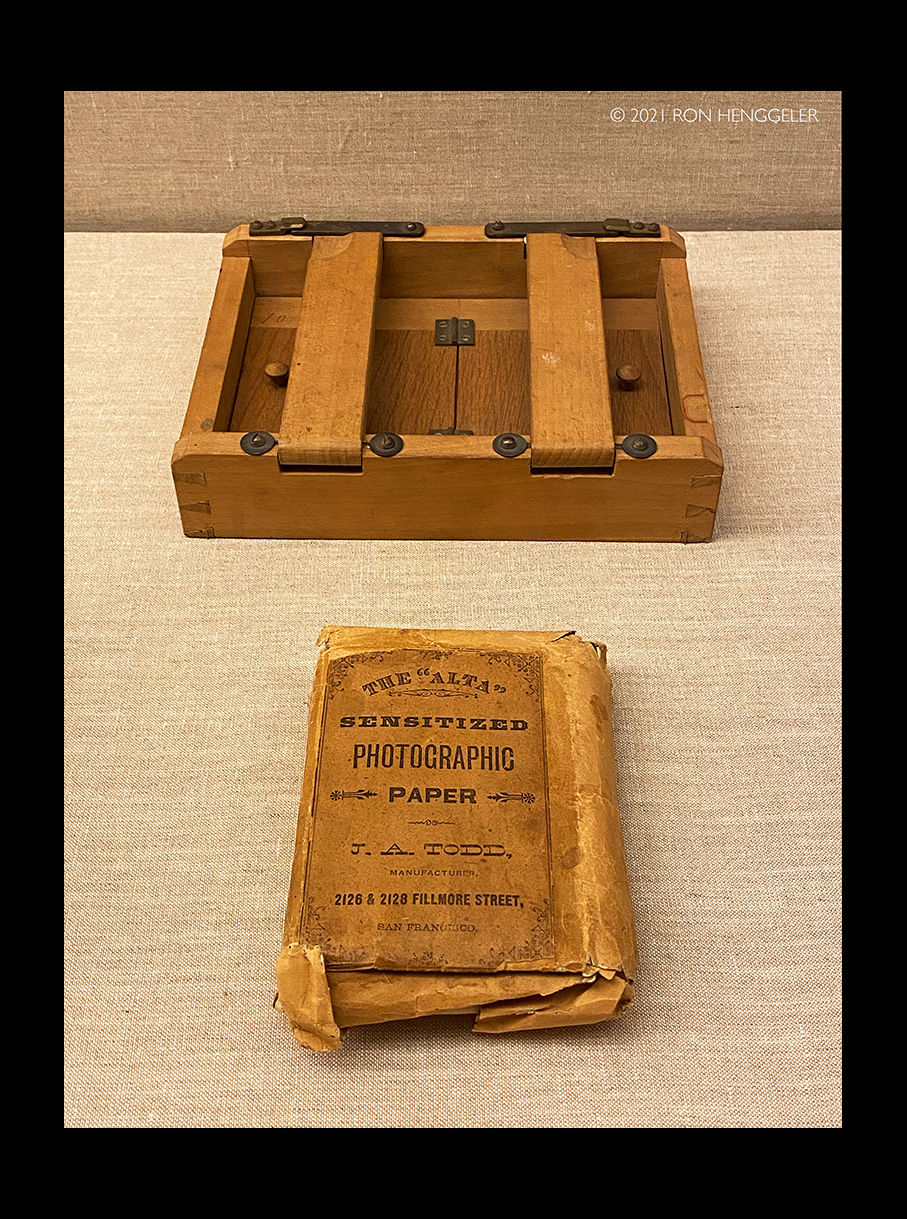 © 2021 RON HENGGELER
THE "ALTA"
SENSITIZED
PHOTOGRAPHIC
PAPER
J. A. TODD,
MANUFACTURER,
2126 & 2128 FILLMORE STREET,
SAN FRANCISCO.